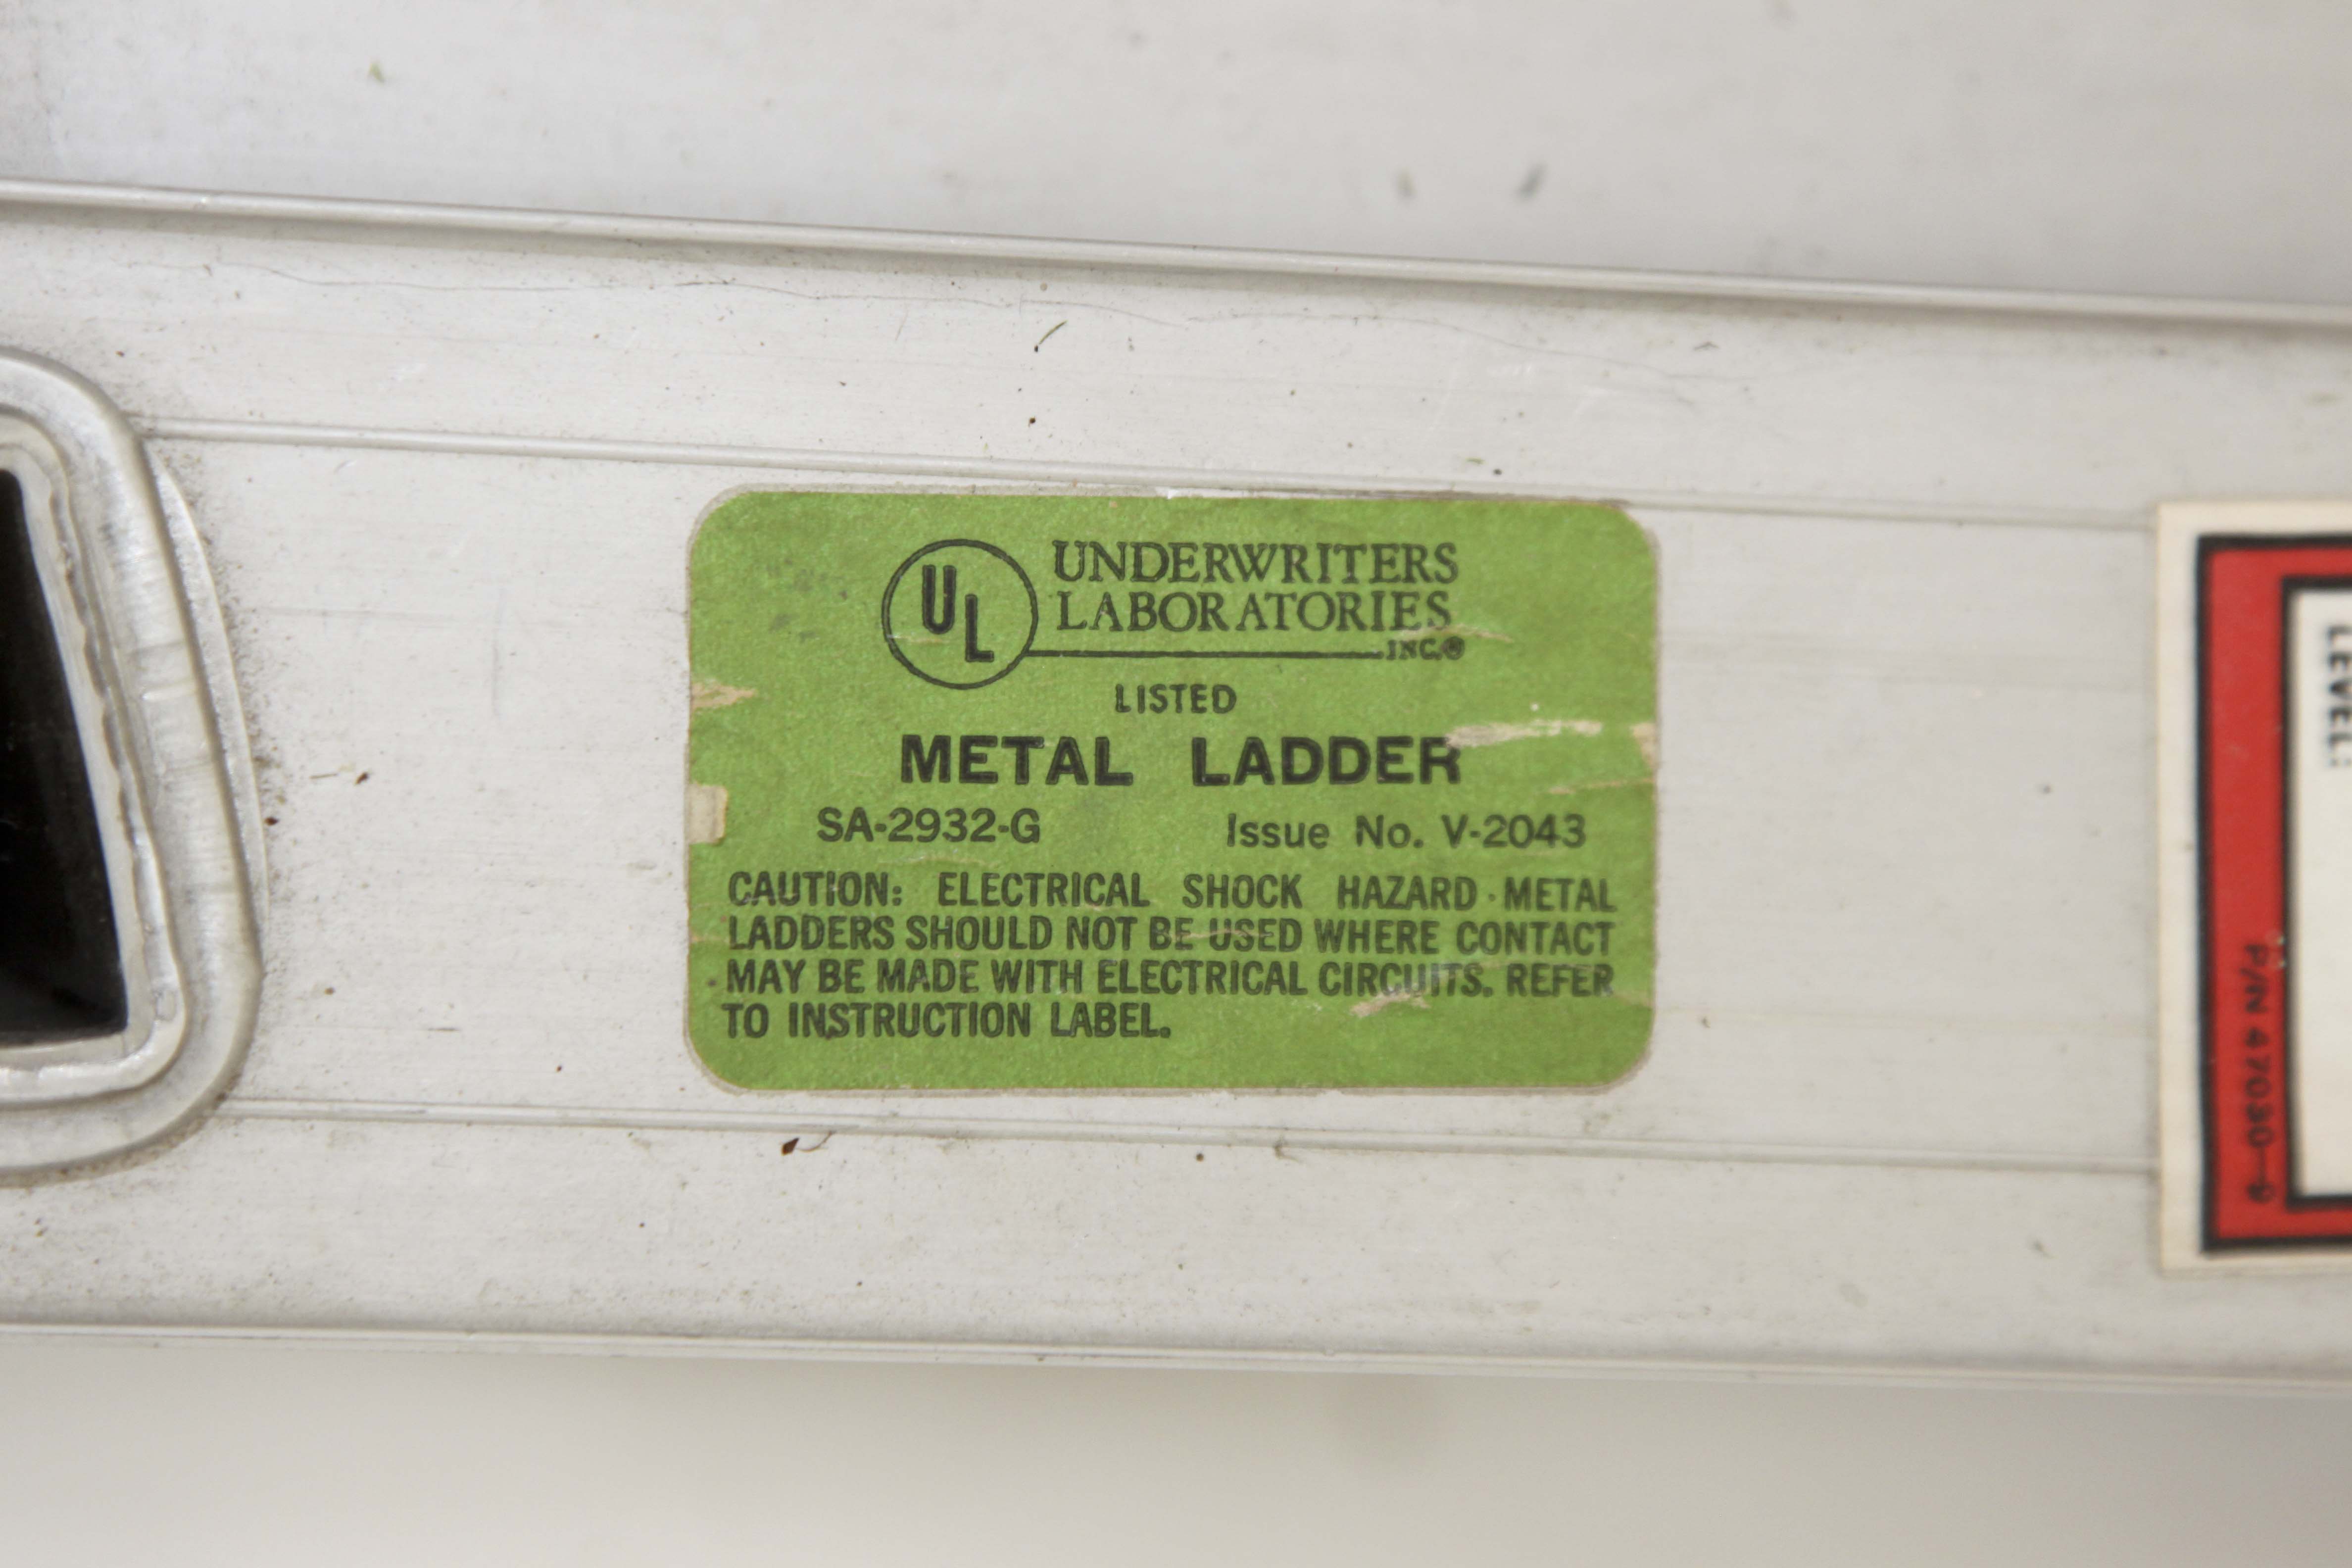 UL
UNDERWRITERS
LABORATORIES
INC.®
LISTED
METAL LADDER
SA-2932-G Issue No. V-2043
CAUTION: ELECTRICAL SHOCK HAZARD - METAL
LADDERS SHOULD NOT BE USED WHERE CONTACT
MAY BE MADE WITH ELECTRICAL CIRCUITS. REFER
TO INSTRUCTION LABEL.
LEVEL: